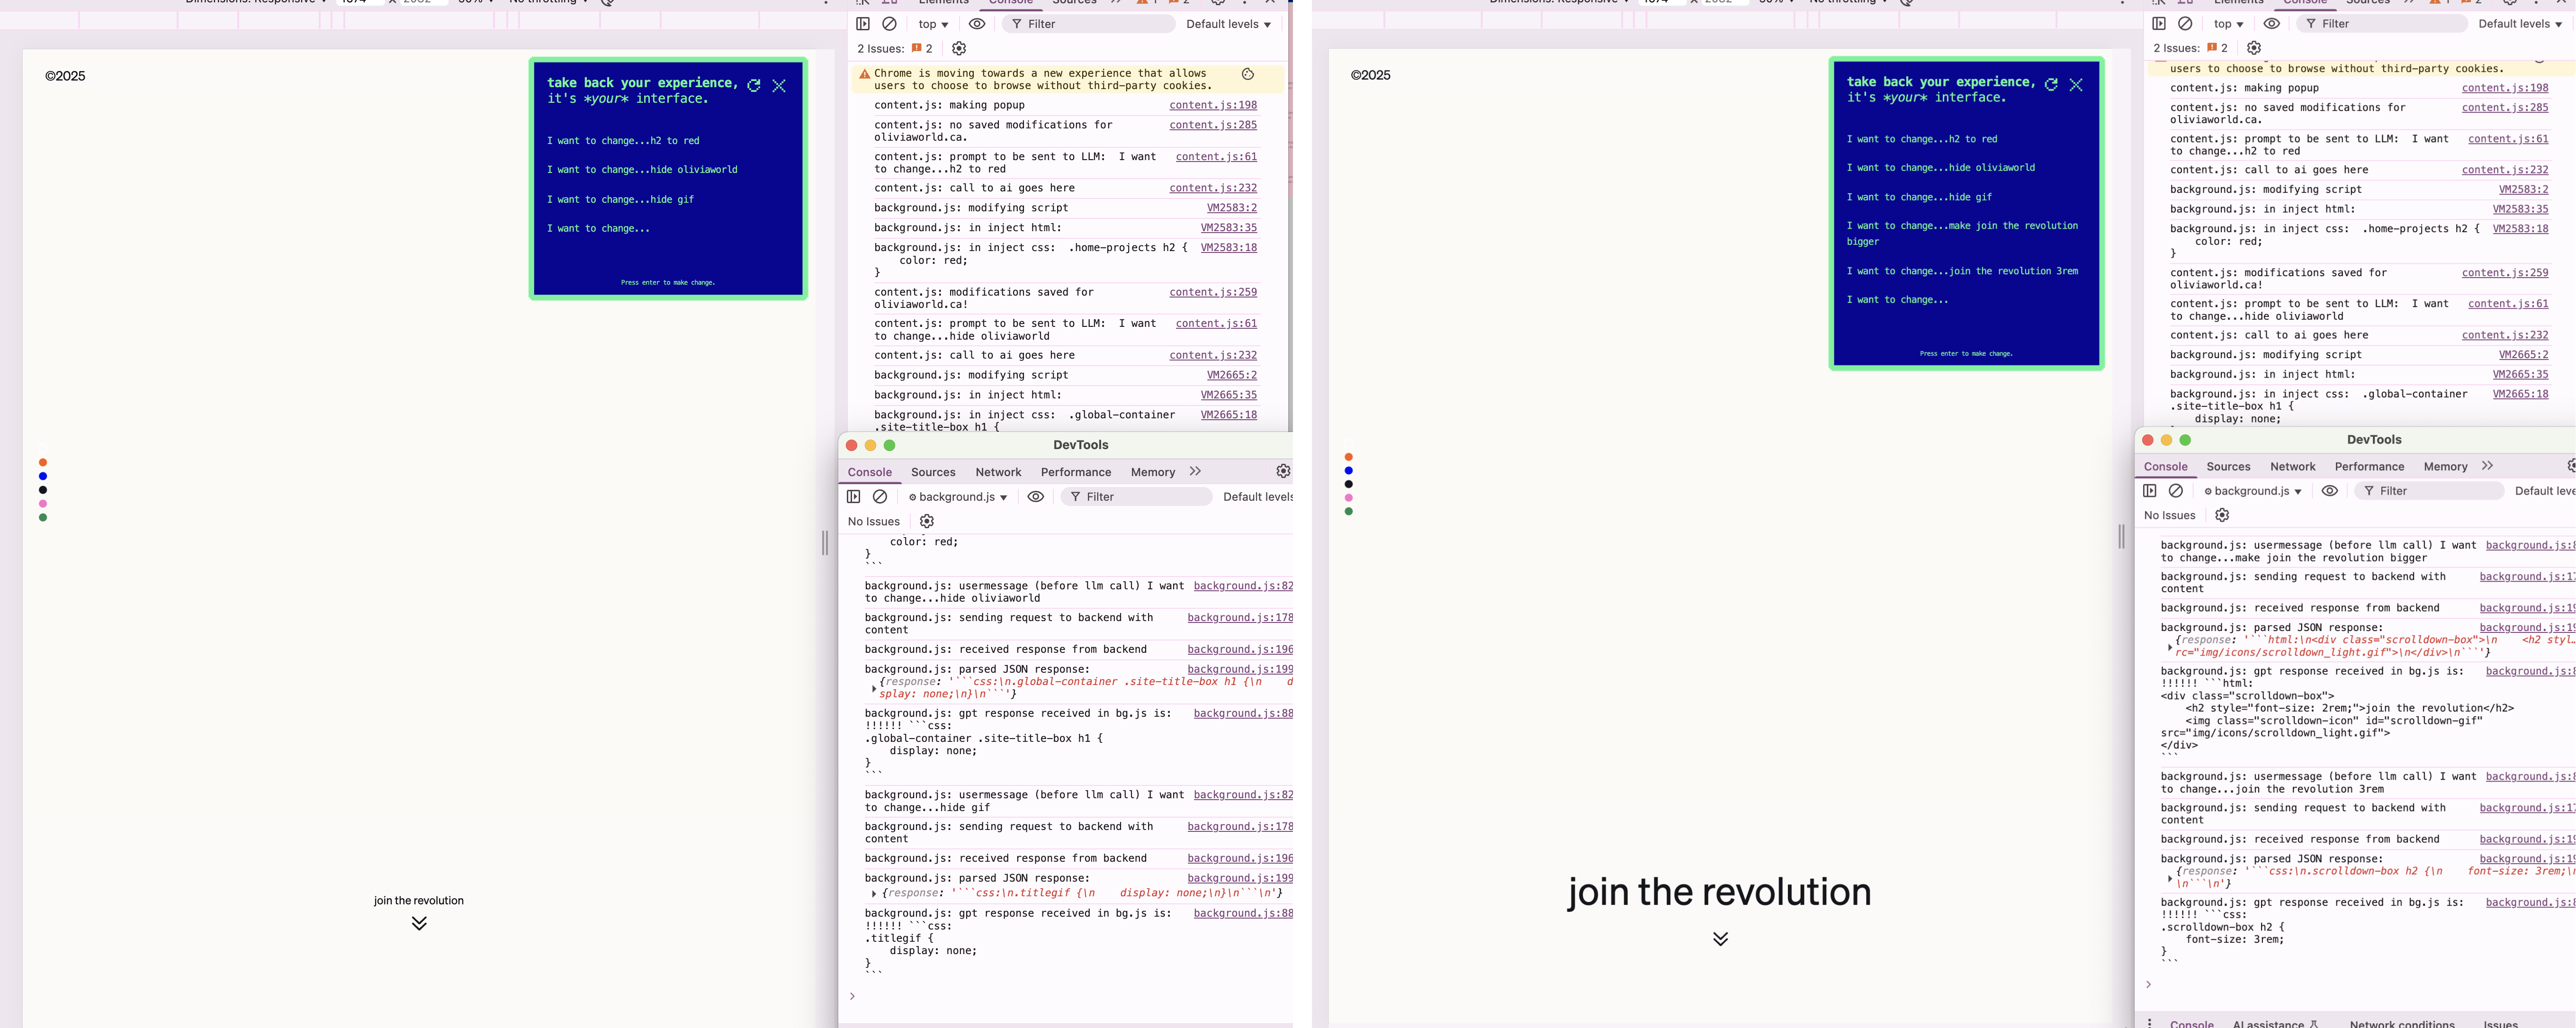 Dimensions: Responsive ▼ 1674 × 2032 50% ▼ No throttling ▼
Elements Console Sources 1 2
top ▼ Filter Default levels ▼
2 Issues: 2
©2025
take back your experience,
it's *your* interface.
I want to change...h2 to red
I want to change...hide oliviaworld
I want to change...hide gif
I want to change...
Press enter to make change.
Chrome is moving towards a new experience that allows
users to choose to browse without third-party cookies.
content.js: making popup content.js:198
content.js: no saved modifications for content.js:285
oliviaworld.ca.
content.js: prompt to be sent to LLM: I want content.js:61
to change...h2 to red
content.js: call to ai goes here content.js:232
background.js: modifying script VM2583:2
background.js: in inject html: VM2583:35
background.js: in inject css: .home-projects h2 { VM2583:18
color: red;
}
content.js: modifications saved for content.js:259
oliviaworld.ca!
content.js: prompt to be sent to LLM: I want content.js:61
to change...hide oliviaworld
content.js: call to ai goes here content.js:232
background.js: modifying script VM2665:2
background.js: in inject html: VM2665:35
background.js: in inject css: .global-container VM2665:18
.site-title-box h1 {
DevTools
Console Sources Network Performance Memory
background.js ▼ Filter Default levels
No Issues
color: red;
}
```
background.js: usermessage (before llm call) I want background.js:82
to change...hide oliviaworld
background.js: sending request to backend with background.js:178
content
background.js: received response from backend background.js:196
background.js: parsed JSON response: background.js:199
{response: '```css:\n.global-container .site-title-box h1 {\n    d
splay: none;\n}\n```'}
background.js: gpt response received in bg.js is: background.js:88
!!!!!! ```css:
.global-container .site-title-box h1 {
display: none;
}
```
background.js: usermessage (before llm call) I want background.js:82
to change...hide gif
background.js: sending request to backend with background.js:178
content
background.js: received response from backend background.js:196
background.js: parsed JSON response: background.js:199
{response: '```css:\n.titlegif {\n    display: none;\n}\n```\n'}
background.js: gpt response received in bg.js is: background.js:88
!!!!!! ```css:
.titlegif {
display: none;
}
```
>
join the revolution
Dimensions: Responsive ▼ 1674 × 2032 50% ▼ No throttling ▼
Elements Console Sources 1 2
top ▼ Filter Default levels ▼
2 Issues: 2
©2025
take back your experience,
it's *your* interface.
I want to change...h2 to red
I want to change...hide oliviaworld
I want to change...hide gif
I want to change...make join the revolution
bigger
I want to change...join the revolution 3rem
I want to change...
Press enter to make change.
users to choose to browse without third-party cookies.
content.js: making popup content.js:198
content.js: no saved modifications for content.js:285
oliviaworld.ca.
content.js: prompt to be sent to LLM: I want content.js:61
to change...h2 to red
content.js: call to ai goes here content.js:232
background.js: modifying script VM2583:2
background.js: in inject html: VM2583:35
background.js: in inject css: .home-projects h2 { VM2583:18
color: red;
}
content.js: modifications saved for content.js:259
oliviaworld.ca!
content.js: prompt to be sent to LLM: I want content.js:61
to change...hide oliviaworld
content.js: call to ai goes here content.js:232
background.js: modifying script VM2665:2
background.js: in inject html: VM2665:35
background.js: in inject css: .global-container VM2665:18
.site-title-box h1 {
display: none;
DevTools
Console Sources Network Performance Memory
background.js ▼ Filter Default leve
No Issues
background.js: usermessage (before llm call) I want background.js:8
to change...make join the revolution bigger
background.js: sending request to backend with background.js:17
content
background.js: received response from backend background.js:19
background.js: parsed JSON response: background.js:19
{response: '```html:\n<div class="scrolldown-box">\n    <h2 styl…
rc="img/icons/scrolldown_light.gif">\n</div>\n```'}
background.js: gpt response received in bg.js is: background.js:8
!!!!!! ```html:
<div class="scrolldown-box">
<h2 style="font-size: 2rem;">join the revolution</h2>
<img class="scrolldown-icon" id="scrolldown-gif"
src="img/icons/scrolldown_light.gif">
</div>
```
background.js: usermessage (before llm call) I want background.js:8
to change...join the revolution 3rem
background.js: sending request to backend with background.js:17
content
background.js: received response from backend background.js:19
background.js: parsed JSON response: background.js:19
{response: '```css:\n.scrolldown-box h2 {\n    font-size: 3rem;\
\n```\n'}
background.js: gpt response received in bg.js is: background.js:8
!!!!!! ```css:
.scrolldown-box h2 {
font-size: 3rem;
}
```
>
Console AI assistance Network conditions Issues
join the revolution